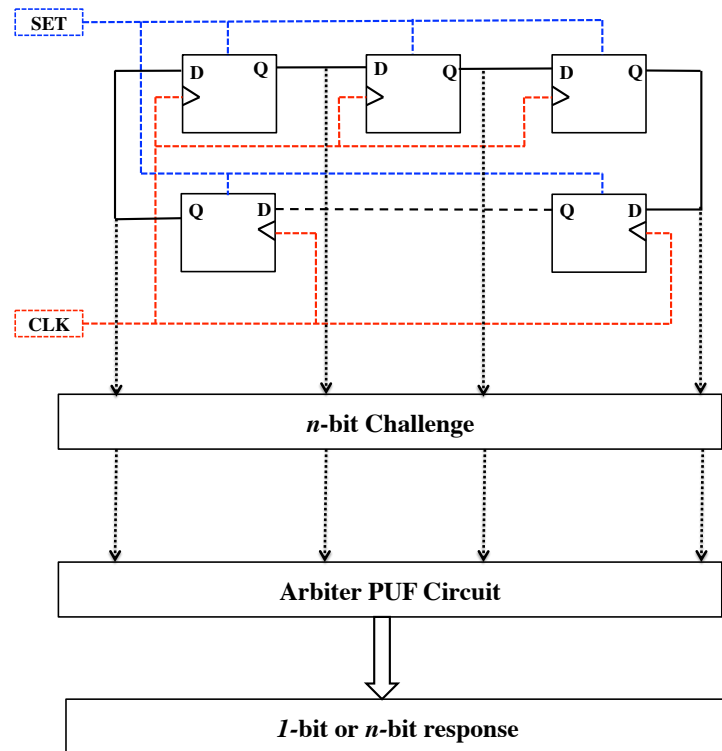 SET
D Q D Q D Q
Q D Q D
CLK
n-bit Challenge
Arbiter PUF Circuit
1-bit or n-bit response